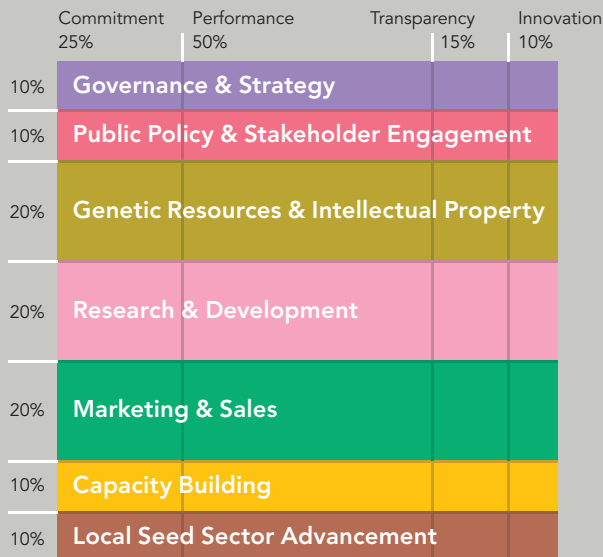 Commitment Performance Transparency Innovation
25% 50% 15% 10%
10% Governance & Strategy
10% Public Policy & Stakeholder Engagement
20% Genetic Resources & Intellectual Property
20% Research & Development
20% Marketing & Sales
10% Capacity Building
10% Local Seed Sector Advancement